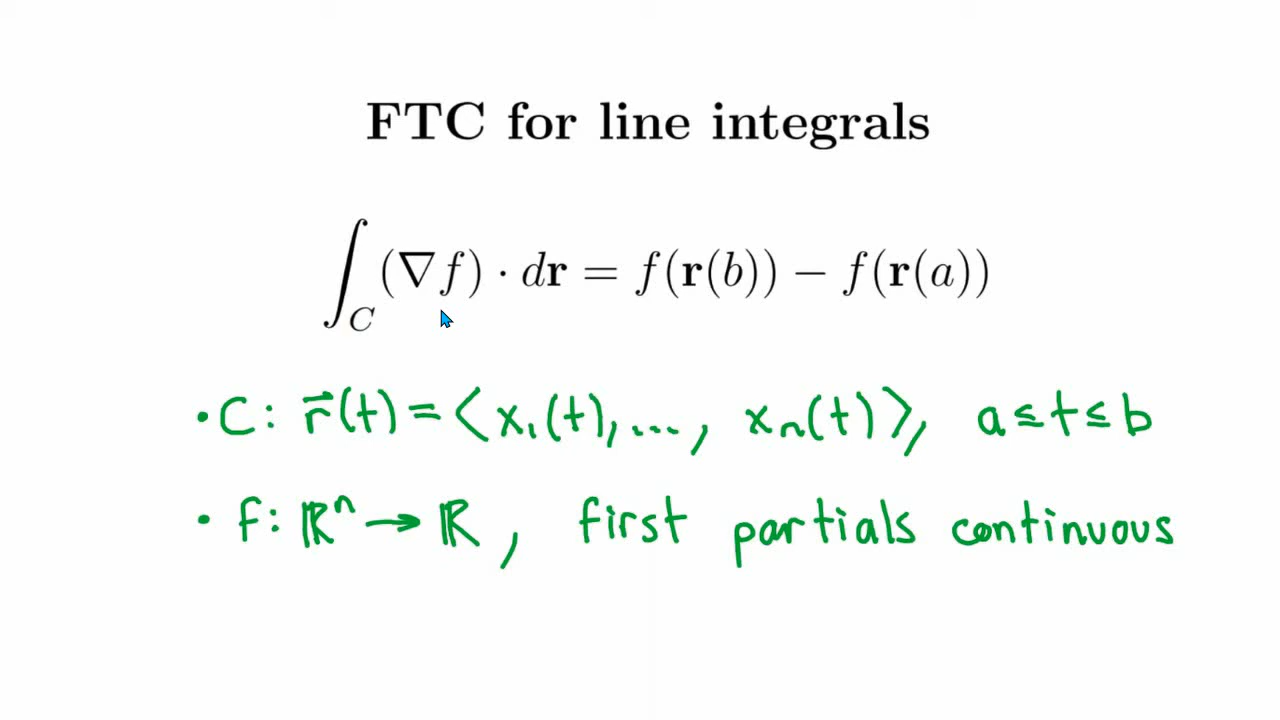 FTC for line integrals
∫_C (∇f) · d𝐫 = f(𝐫(b)) − f(𝐫(a))
• C: r⃗(t) = ⟨x₁(t), ..., xₙ(t)⟩, a ≤ t ≤ b
• f: ℝⁿ → ℝ, first partials continuous